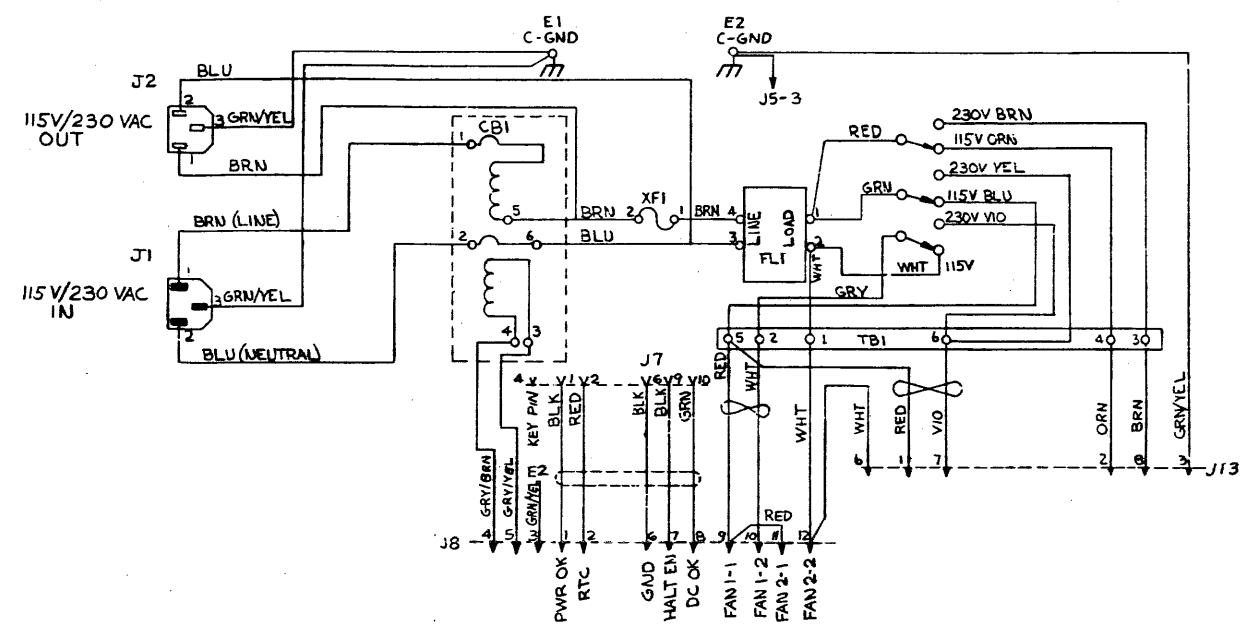 E1
C-GND
E2
C-GND
J2
BLU
2
3 GRN/YEL
115V/230 VAC
OUT
1
BRN
J5-3
CB1
1
5
BRN
2
XF1
1
BRN
4
LINE
LOAD
1
3
2
FL1
WHT
RED
230V BRN
115V ORN
230V YEL
GRN
115V BLU
230V VIO
WHT
115V
GRY
BRN (LINE)
J1
1
115V/230 VAC
IN
3 GRN/YEL
2
BLU (NEUTRAL)
2
6
BLU
4
3
5
2
1
TB1
6
4
3
J7
4
1
2
6
9
10
KEY PIN
BLK
RED
BLK
BLK
GRN
RED
WHT
WHT
WHT
RED
VIO
ORN
BRN
GRN/YEL
6
1
7
2
8
3
J13
GRY/BRN
GRY/YEL
GRN/YEL
E2
RED
J8
4
5
3
1
2
6
7
8
9
10
11
12
PWR OK
RTC
GND
HALT EN
DC OK
FAN 1-1
FAN 1-2
FAN 2-1
FAN 2-2